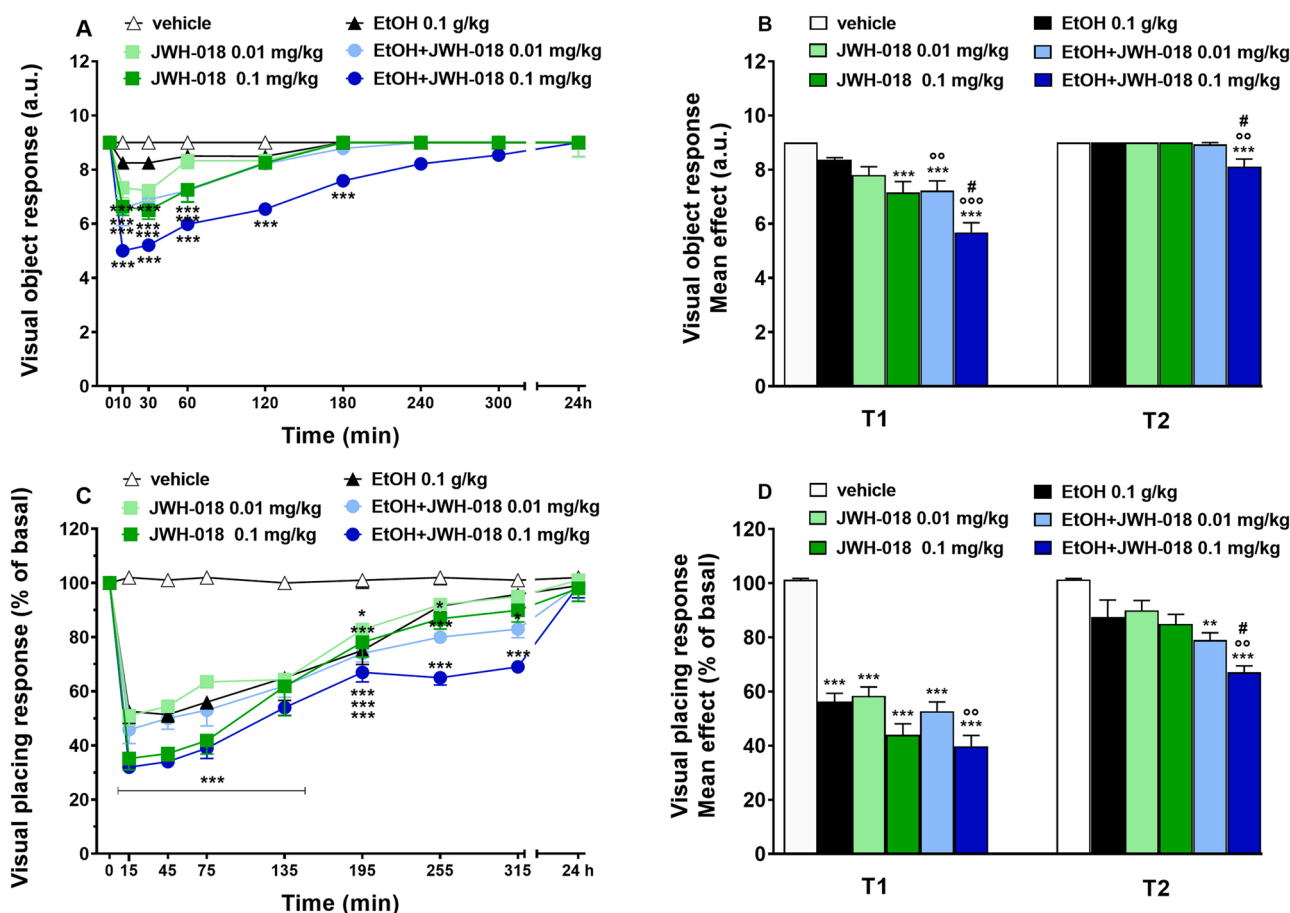 A
vehicle
EtOH 0.1 g/kg
JWH-018 0.01 mg/kg
EtOH+JWH-018 0.01 mg/kg
JWH-018 0.1 mg/kg
EtOH+JWH-018 0.1 mg/kg
Visual object response (a.u.)
12
10
8
6
4
2
0
***
***
***
***
***
***
***
***
***
***
***
***
***
0 10 30 60 120 180 240 300 24h
Time (min)
B
vehicle
EtOH 0.1 g/kg
JWH-018 0.01 mg/kg
EtOH+JWH-018 0.01 mg/kg
JWH-018 0.1 mg/kg
EtOH+JWH-018 0.1 mg/kg
Visual object response
Mean effect (a.u.)
12
10
8
6
4
2
0
***
°°
***
#
°°°
***
#
°°
***
T1 T2
C
vehicle
EtOH 0.1 g/kg
JWH-018 0.01 mg/kg
EtOH+JWH-018 0.01 mg/kg
JWH-018 0.1 mg/kg
EtOH+JWH-018 0.1 mg/kg
Visual placing response (% of basal)
120
100
80
60
40
20
0
***
*
***
***
***
***
*
***
***
*
***
0 15 45 75 135 195 255 315 24 h
Time (min)
D
vehicle
EtOH 0.1 g/kg
JWH-018 0.01 mg/kg
EtOH+JWH-018 0.01 mg/kg
JWH-018 0.1 mg/kg
EtOH+JWH-018 0.1 mg/kg
Visual placing response
Mean effect (% of basal)
120
100
80
60
40
20
0
***
***
***
***
°°
***
**
#
°°
***
T1 T2